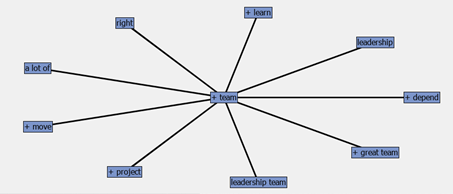 + learn
right
leadership
a lot of
+ team
+ depend
+ move
+ great team
+ project
leadership team